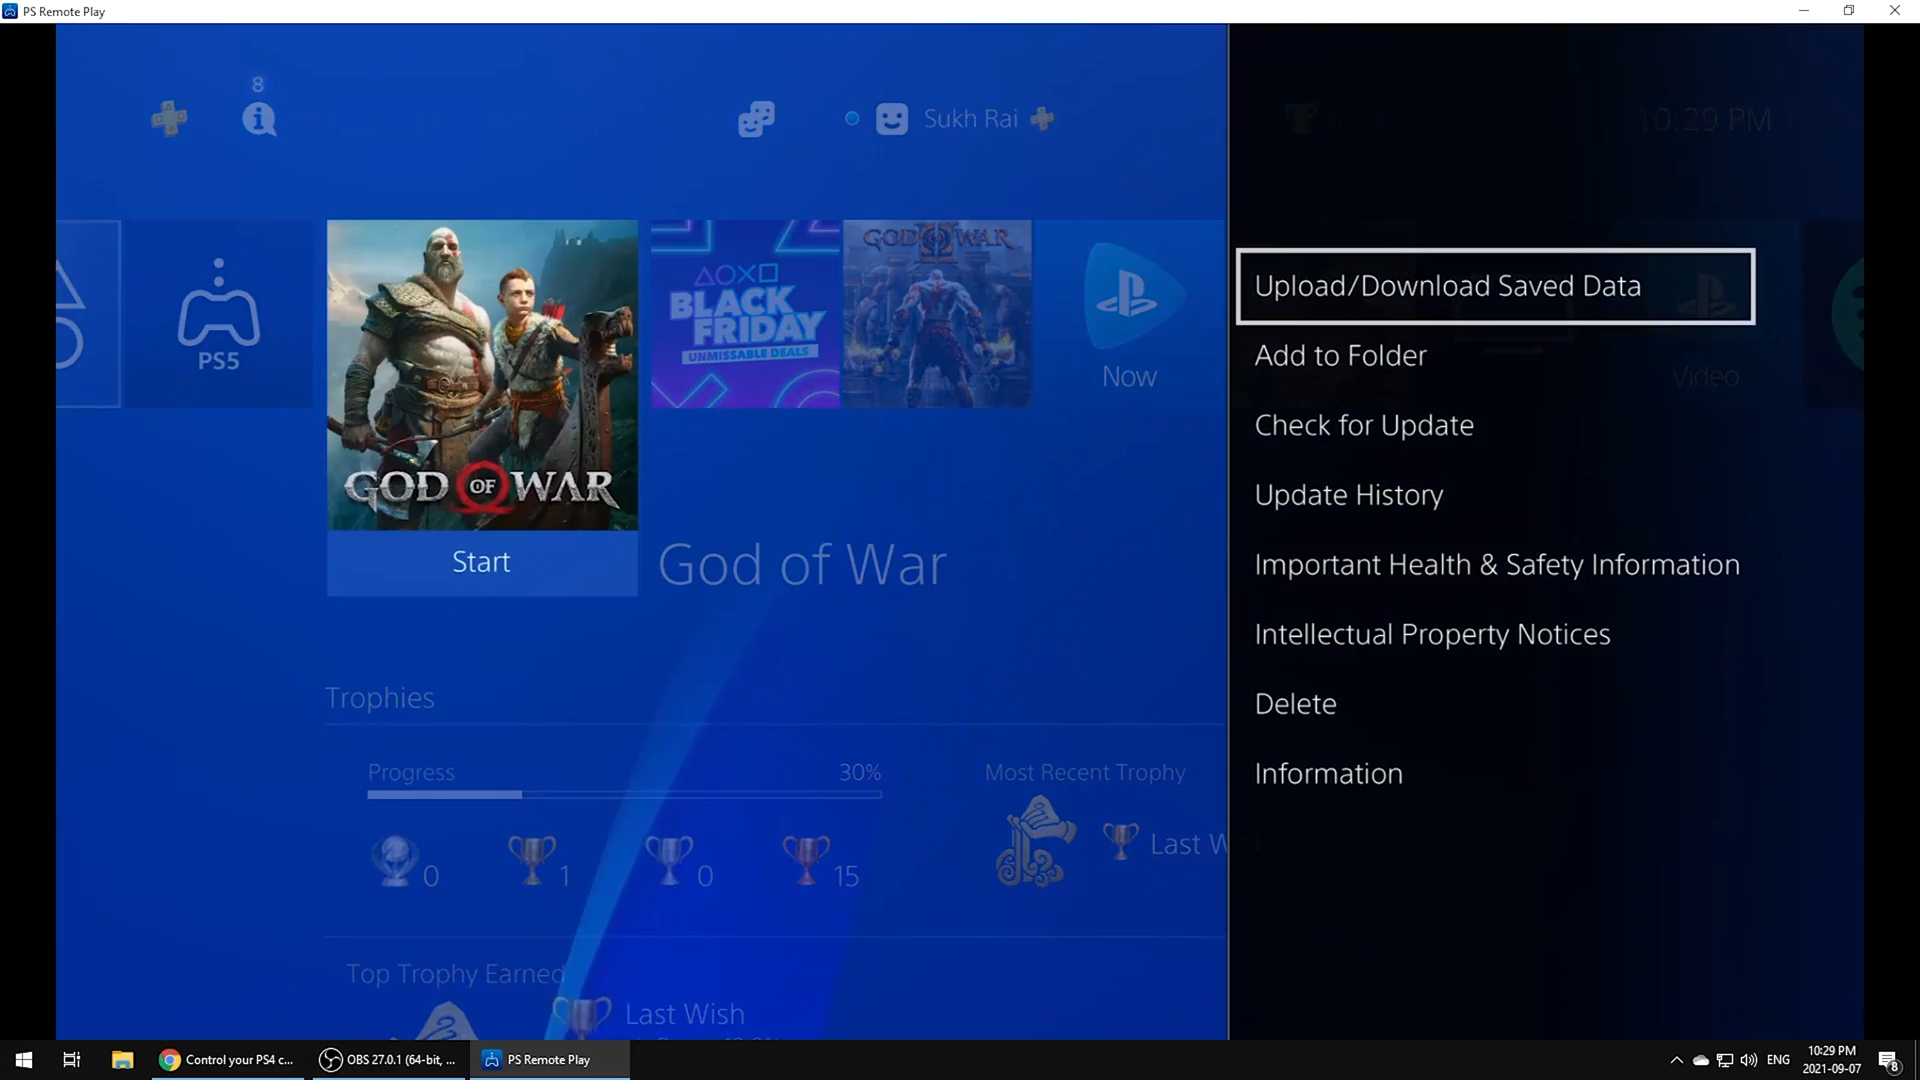 PS Remote Play
8
Sukh Rai
10:29 PM
PS5
GOD OF WAR
Start
BLACK
FRIDAY
UNMISSABLE DEALS
GOD OF WAR
II
Now
Video
God of War
Upload/Download Saved Data
Add to Folder
Check for Update
Update History
Important Health & Safety Information
Intellectual Property Notices
Delete
Information
Trophies
Progress
30%
Most Recent Trophy
0
1
0
15
Last W
Top Trophy Earned
Last Wish
Control your PS4 c...
OBS 27.0.1 (64-bit, ...
PS Remote Play
ENG
10:29 PM
2021-09-07
8